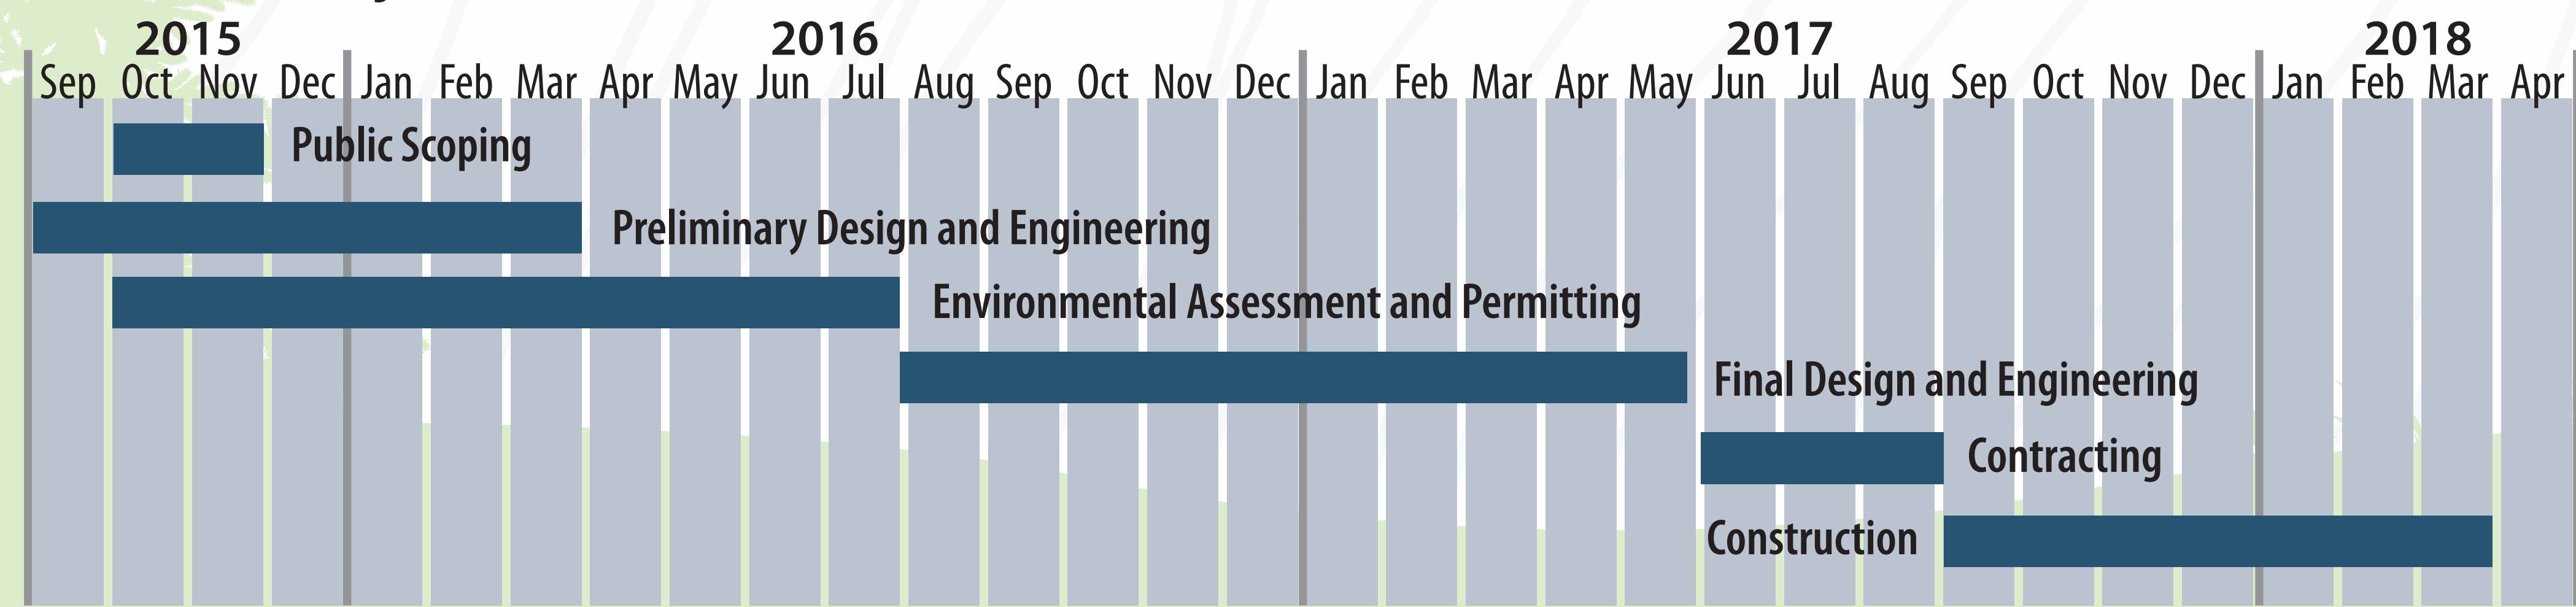 2015 2016 2017 2018
Sep Oct Nov Dec Jan Feb Mar Apr May Jun Jul Aug Sep Oct Nov Dec Jan Feb Mar Apr May Jun Jul Aug Sep Oct Nov Dec Jan Feb Mar Apr
Public Scoping
Preliminary Design and Engineering
Environmental Assessment and Permitting
Final Design and Engineering
Contracting
Construction